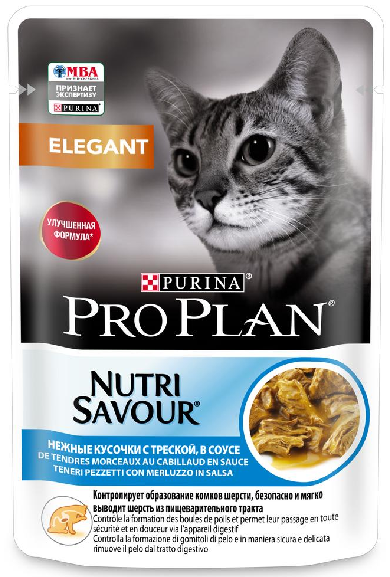 МВА
ПРИЗНАЕТ
ЭКСПЕРТИЗУ
PURINA
ELEGANT
УЛУЧШЕННАЯ
ФОРМУЛА*
PURINA®
PRO PLAN®
NUTRI
SAVOUR®
НЕЖНЫЕ КУСОЧКИ С ТРЕСКОЙ, В СОУСЕ
DE TENDRES MORCEAUX AU CABILLAUD EN SAUCE
TENERI PEZZETTI CON MERLUZZO IN SALSA
Контролирует образование комков шерсти, безопасно и мягко
выводит шерсть из пищеварительного тракта
Contrôle la formation des boules de poils et permet leur passage en toute
sécurité et en douceur via l'appareil digestif
Controlla la formazione di gomitoli di pelo e in maniera sicura e delicata
rimuove il pelo dal tratto digestivo